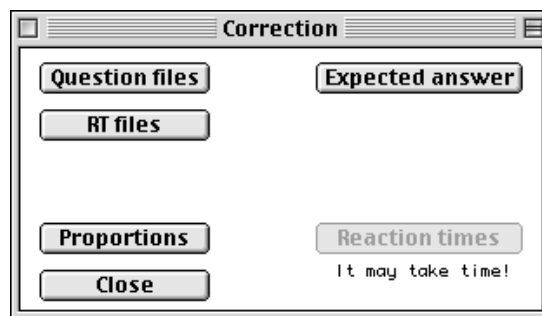 Correction
Question files
Expected answer
RT files
Proportions
Reaction times
It may take time!
Close